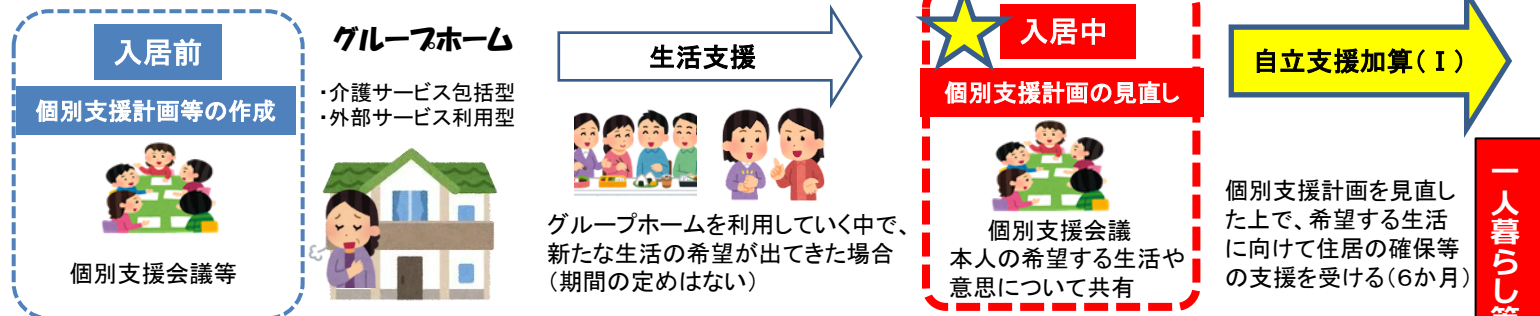 入居前
個別支援計画等の作成
個別支援会議等
グループホーム
・介護サービス包括型
・外部サービス利用型
生活支援
グループホームを利用していく中で、
新たな生活の希望が出てきた場合
（期間の定めはない）
入居中
個別支援計画の見直し
個別支援会議
本人の希望する生活や
意思について共有
自立支援加算(Ⅰ)
個別支援計画を見直し
た上で、希望する生活
に向けて住居の確保等
の支援を受ける(6か月)
一人暮らし等